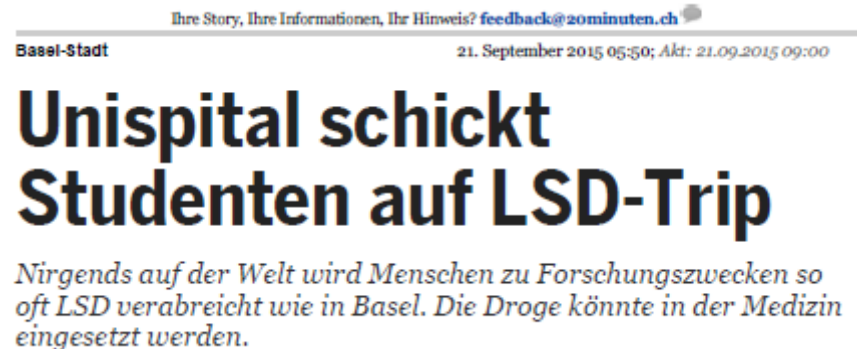 Ihre Story, Ihre Informationen, Ihr Hinweis? feedback@20minuten.ch
Basel-Stadt
21. September 2015 05:50; Akt: 21.09.2015 09:00
Unispital schickt
Studenten auf LSD-Trip
Nirgends auf der Welt wird Menschen zu Forschungszwecken so
oft LSD verabreicht wie in Basel. Die Droge könnte in der Medizin
eingesetzt werden.